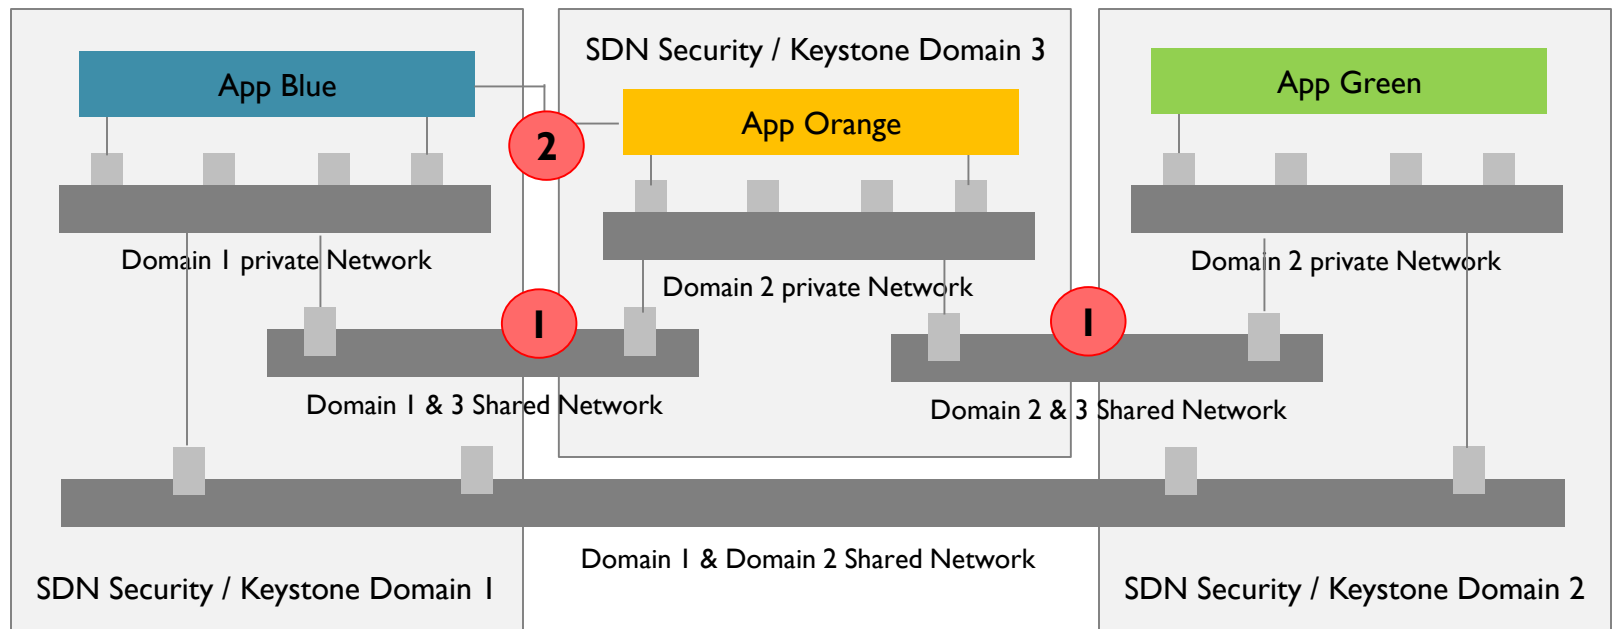 SDN Security / Keystone Domain 3
App Blue
App Orange
App Green
2
Domain 1 private Network
Domain 2 private Network
Domain 2 private Network
1
1
Domain 1 & 3 Shared Network
Domain 2 & 3 Shared Network
Domain 1 & Domain 2 Shared Network
SDN Security / Keystone Domain 1
SDN Security / Keystone Domain 2